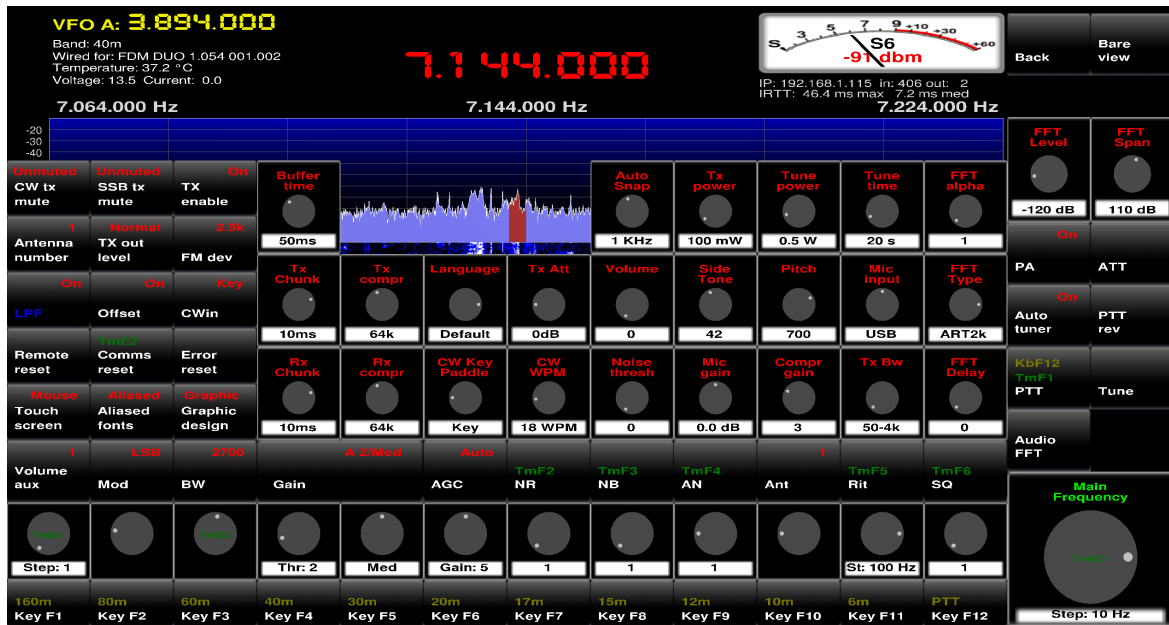 VFO A: 3.894.000
Band: 40m
Wired for: FDM DUO 1.054 001.002
Temperature: 37.2 °C
Voltage: 13.5 Current: 0.0
7.144.000
S 3 5 7 9 +10 +30 +60
S6
-91 dbm
IP: 192.168.1.115 in: 406 out: 2
IRTT: 46.4 ms max 7.2 ms med
Back
Bare
view
7.064.000 Hz
7.144.000 Hz
7.224.000 Hz
-20
-30
-40
FFT
Level
-120 dB
FFT
Span
110 dB
Unmuted
CW tx
mute
Unmuted
SSB tx
mute
On
TX
enable
Buffer
time
50ms
Auto
Snap
1 KHz
Tx
power
100 mW
Tune
power
0.5 W
Tune
time
20 s
FFT
alpha
1
1
Antenna
number
Normal
TX out
level
2.5k
FM dev
On
PA
ATT
On
LPF
On
Offset
Key
CWin
Tx
Chunk
10ms
Tx
compr
64k
Language
Default
Tx Att
0dB
Volume
0
Side
Tone
42
Pitch
700
Mic
input
USB
FFT
Type
ART2k
On
Auto
tuner
PTT
rev
Remote
reset
TmE2
Comms
reset
Error
reset
Rx
Chunk
10ms
Rx
compr
64k
CW Key
Paddle
Key
CW
WPM
18 WPM
Noise
thresh
0
Mic
gain
0.0 dB
Compr
gain
3
Tx Bw
50-4k
FFT
Delay
0
KbF12
TmF1
PTT
Tune
Mouse
Touch
screen
Aliased
Aliased
fonts
Graphic
Graphic
design
Audio
FFT
1
Volume
aux
LSB
Mod
2700
BW
A 2/Med
Gain
Auto
AGC
TmF2
NR
TmF3
NB
TmF4
AN
1
Ant
TmF5
Rit
TmF6
SQ
Main
Frequency
Step: 10 Hz
Step: 1
Thr: 2
Med
Gain: 5
1
1
1
St: 100 Hz
1
160m
Key F1
80m
Key F2
60m
Key F3
40m
Key F4
30m
Key F5
20m
Key F6
17m
Key F7
15m
Key F8
12m
Key F9
10m
Key F10
6m
Key F11
PTT
Key F12